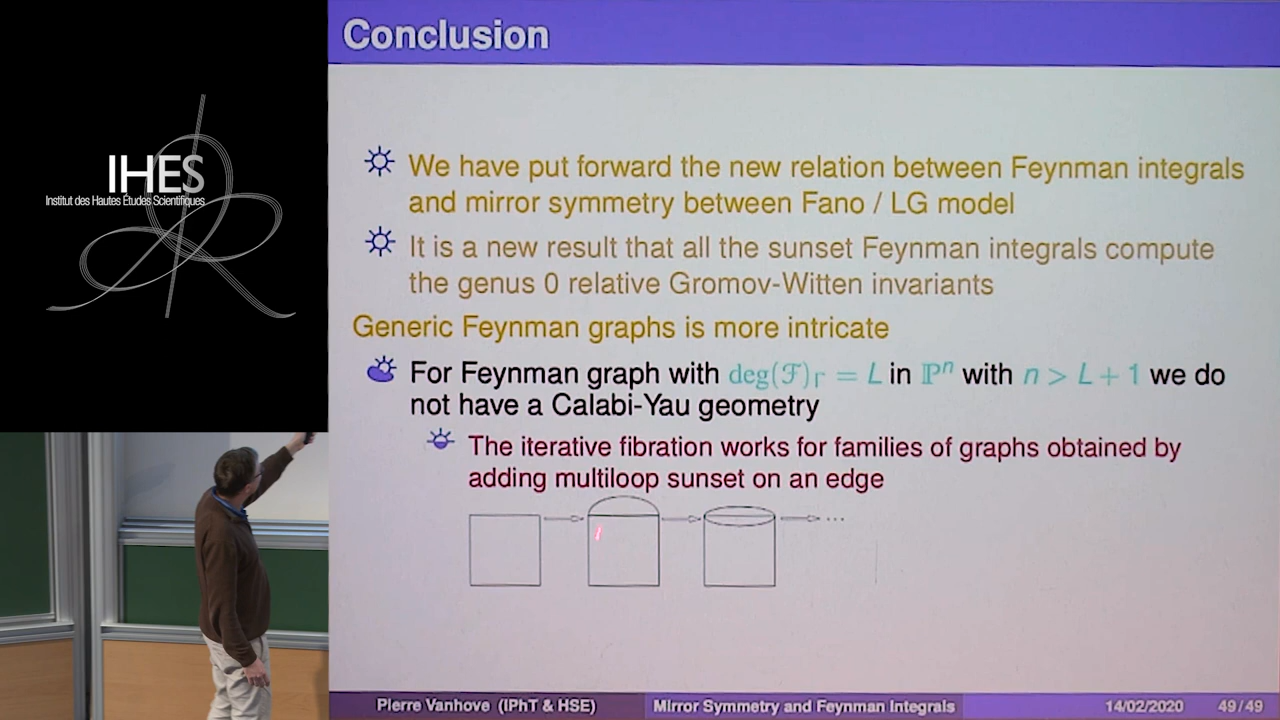 IHES
Institut des Hautes Études Scientifiques
Conclusion
We have put forward the new relation between Feynman integrals
and mirror symmetry between Fano / LG model
It is a new result that all the sunset Feynman integrals compute
the genus 0 relative Gromov-Witten invariants
Generic Feynman graphs is more intricate
For Feynman graph with deg(ℱ)_Γ = L in ℙⁿ with n > L + 1 we do
not have a Calabi-Yau geometry
The iterative fibration works for families of graphs obtained by
adding multiloop sunset on an edge
...
Pierre Vanhove (IPhT & HSE) Mirror Symmetry and Feynman Integrals 14/02/2020 49/49